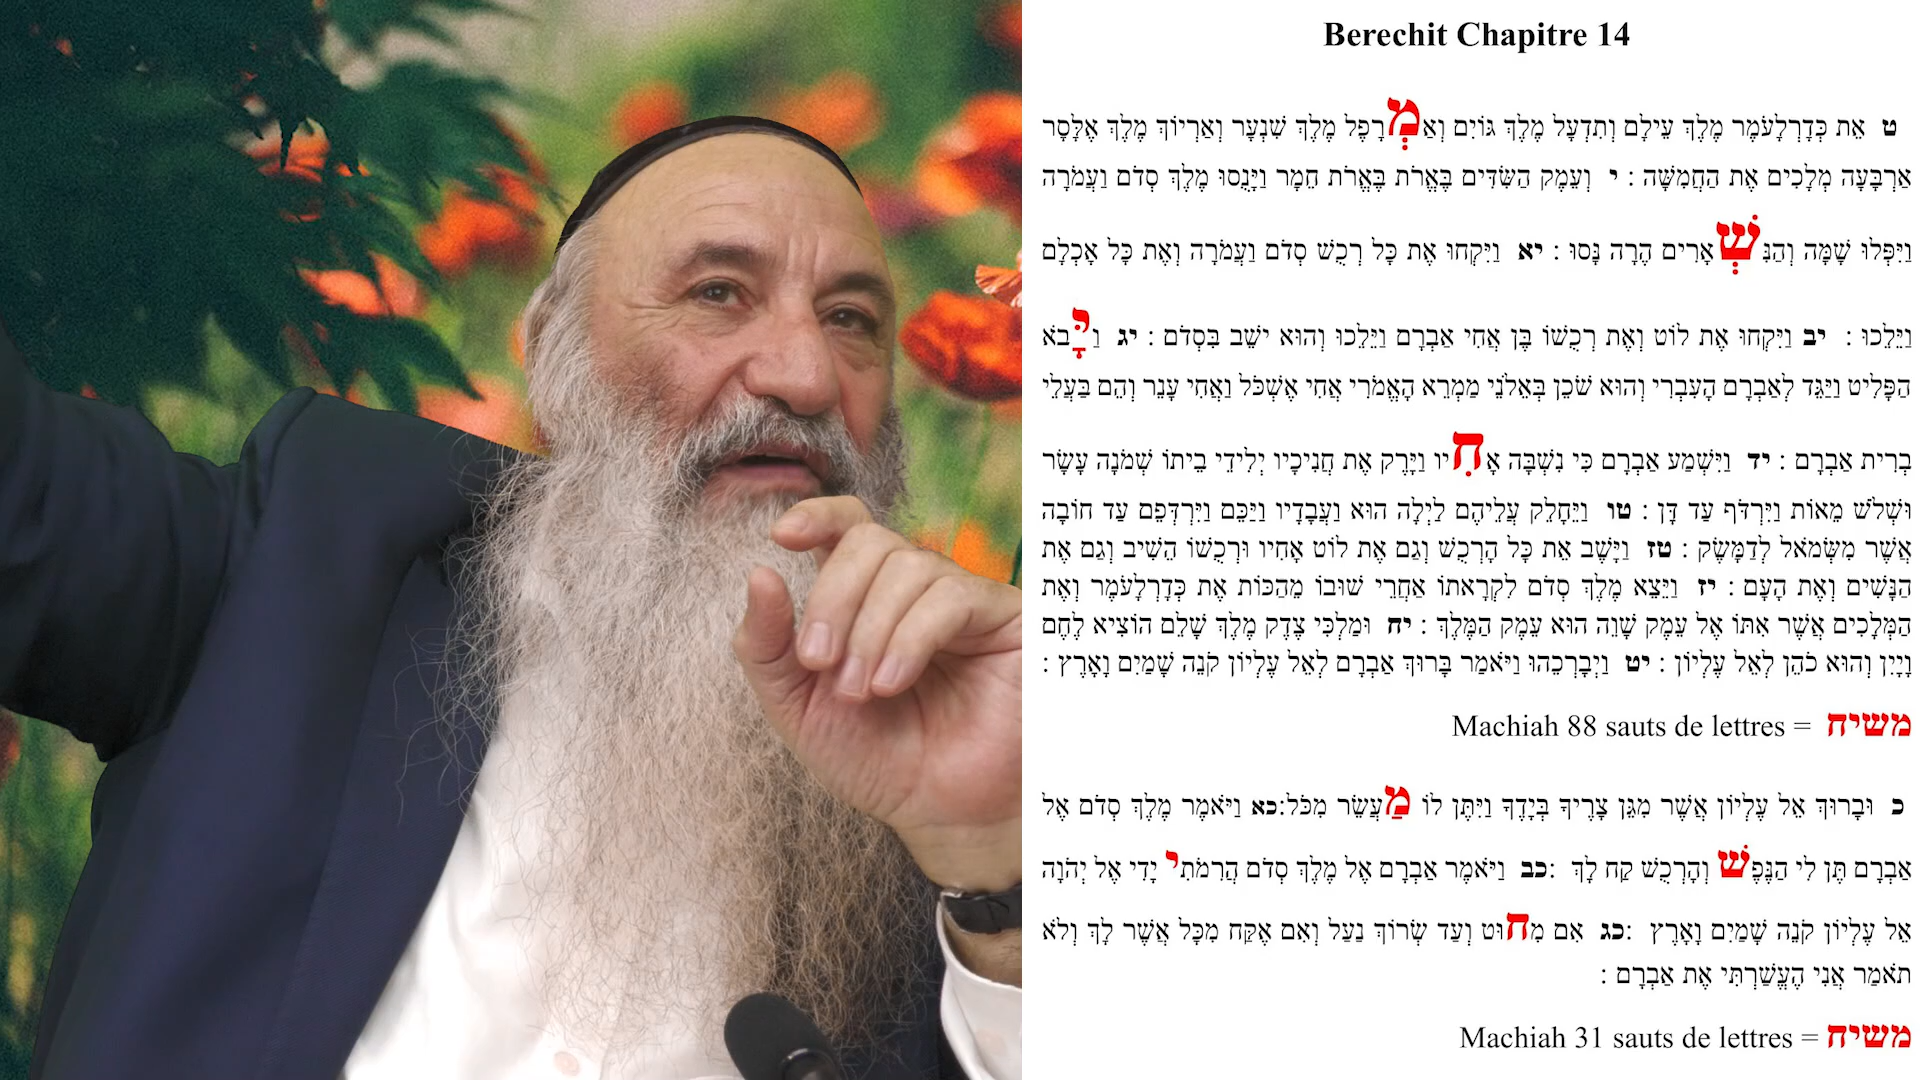 Berechit Chapitre 14
ט אֵת כְּדָרְלָעֹמֶר מֶלֶךְ עֵילָם וְתִדְעָל מֶלֶךְ גּוֹיִם וְאַמְרָפֶל מֶלֶךְ שִׁנְעָר וְאַרְיוֹךְ מֶלֶךְ אֶלָּסָר
אַרְבָּעָה מְלָכִים אֶת הַחֲמִשָּׁה : י וְעֵמֶק הַשִּׂדִּים בֶּאֱרֹת בֶּאֱרֹת חֵמָר וַיָּנֻסוּ מֶלֶךְ סְדֹם וַעֲמֹרָה
וַיִּפְּלוּ שָׁמָּה וְהַנִּשְׁאָרִים הֶרָה נָּסוּ : יא וַיִּקְחוּ אֶת כָּל רְכֻשׁ סְדֹם וַעֲמֹרָה וְאֶת כָּל אָכְלָם
וַיֵּלֵכוּ : יב וַיִּקְחוּ אֶת לוֹט וְאֶת רְכֻשׁוֹ בֶּן אֲחִי אַבְרָם וַיֵּלֵכוּ וְהוּא ישֵׁב בִּסְדֹם : יג וַיָּבֹא
הַפָּלִיט וַיַּגֵּד לְאַבְרָם הָעִבְרִי וְהוּא שֹׁכֵן בְּאֵלֹנֵי מַמְרֵא הָאֱמֹרִי אֲחִי אֶשְׁכֹּל וַאֲחִי עָנֵר וְהֵם בַּעֲלֵי
בְרִית אַבְרָם : יד וַיִּשְׁמַע אַבְרָם כִּי נִשְׁבָּה אָחִיו וַיָּרֶק אֶת חֲנִיכָיו יְלִידֵי בֵיתוֹ שְׁמֹנָה עָשָׂר
וּשְׁלֹשׁ מֵאוֹת וַיִּרְדֹּף עַד דָּן : טו וַיֵּחָלֵק עֲלֵיהֶם לַיְלָה הוּא וַעֲבָדָיו וַיַּכֵּם וַיִּרְדְּפֵם עַד חוֹבָה
אֲשֶׁר מִשְּׂמֹאל לְדַמָּשֶׂק : טז וַיָּשֶׁב אֵת כָּל הָרְכֻשׁ וְגַם אֶת לוֹט אָחִיו וּרְכֻשׁוֹ הֵשִׁיב וְגַם אֶת
הַנָּשִׁים וְאֶת הָעָם : יז וַיֵּצֵא מֶלֶךְ סְדֹם לִקְרָאתוֹ אַחֲרֵי שׁוּבוֹ מֵהַכּוֹת אֶת כְּדָרְלָעֹמֶר וְאֶת
הַמְּלָכִים אֲשֶׁר אִתּוֹ אֶל עֵמֶק שָׁוֵה הוּא עֵמֶק הַמֶּלֶךְ : יח וּמַלְכִּי צֶדֶק מֶלֶךְ שָׁלֵם הוֹצִיא לֶחֶם
וָיָיִן וְהוּא כֹהֵן לְאֵל עֶלְיוֹן : יט וַיְבָרְכֵהוּ וַיֹּאמַר בָּרוּךְ אַבְרָם לְאֵל עֶלְיוֹן קֹנֵה שָׁמַיִם וָאָרֶץ :
Machiah 88 sauts de lettres = משיח
כ וּבָרוּךְ אֵל עֶלְיוֹן אֲשֶׁר מִגֵּן צָרֶיךָ בְּיָדֶךָ וַיִּתֶּן לוֹ מַעֲשֵׂר מִכֹּל:כא וַיֹּאמֶר מֶלֶךְ סְדֹם אֶל
אַבְרָם תֶּן לִי הַנֶּפֶשׁ וְהָרְכֻשׁ קַח לָךְ :כב וַיֹּאמֶר אַבְרָם אֶל מֶלֶךְ סְדֹם הֲרִמֹתִי יָדִי אֶל יְהֹוָה
אֵל עֶלְיוֹן קֹנֵה שָׁמַיִם וָאָרֶץ :כג אִם מִחוּט וְעַד שְׂרוֹךְ נַעַל וְאִם אֶקַּח מִכָּל אֲשֶׁר לָךְ וְלֹא
תֹאמַר אֲנִי הֶעֱשַׁרְתִּי אֶת אַבְרָם :
Machiah 31 sauts de lettres = משיח